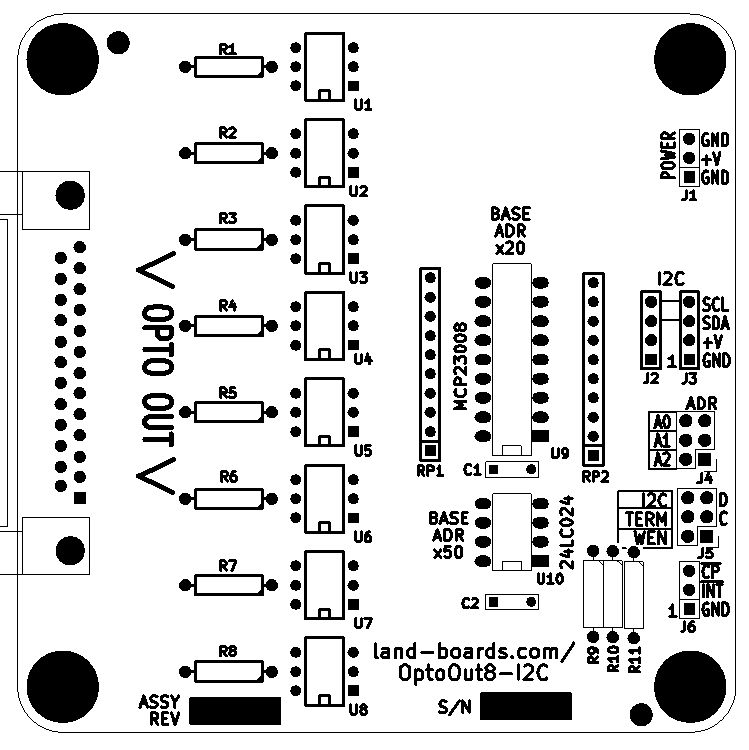 R1
U1
R2
U2
R3
U3
R4
U4
R5
U5
R6
U6
R7
U7
R8
U8
< OPTO OUT >
POWER
GND
+V
GND
J1
BASE
ADR
x20
MCP23008
U9
RP1
RP2
C1
I2C
SCL
SDA
+V
1 GND
J2 J3
ADR
A0
A1
A2
J4
BASE
ADR
x50
24LC024
U10
C2
I2C D
TERM C
WEN
J5
CP
INT
1 GND
J6
R9
R10
R11
land-boards.com/
OptoOut8-I2C
ASSY
REV
S/N